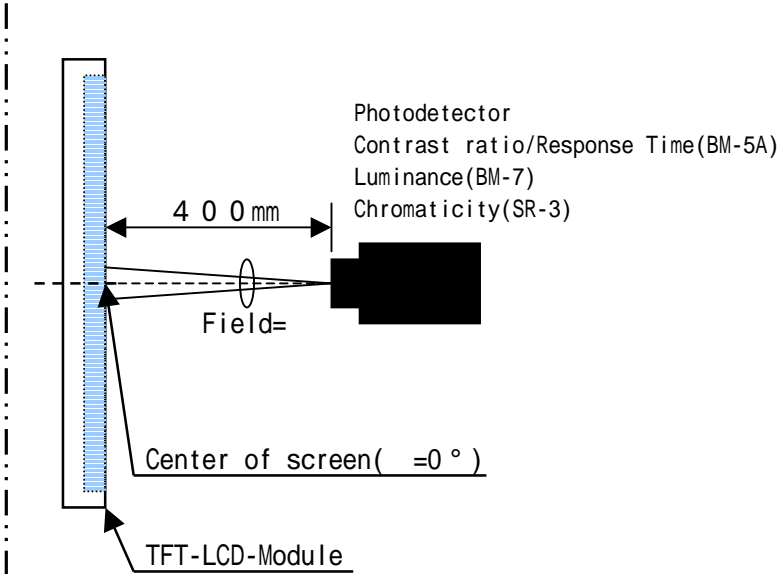 Photodetector
Contrast ratio/Response Time(BM-5A)
Luminance(BM-7)
Chromaticity(SR-3)
400mm
Field=
Center of screen( =0°)
TFT-LCD-Module